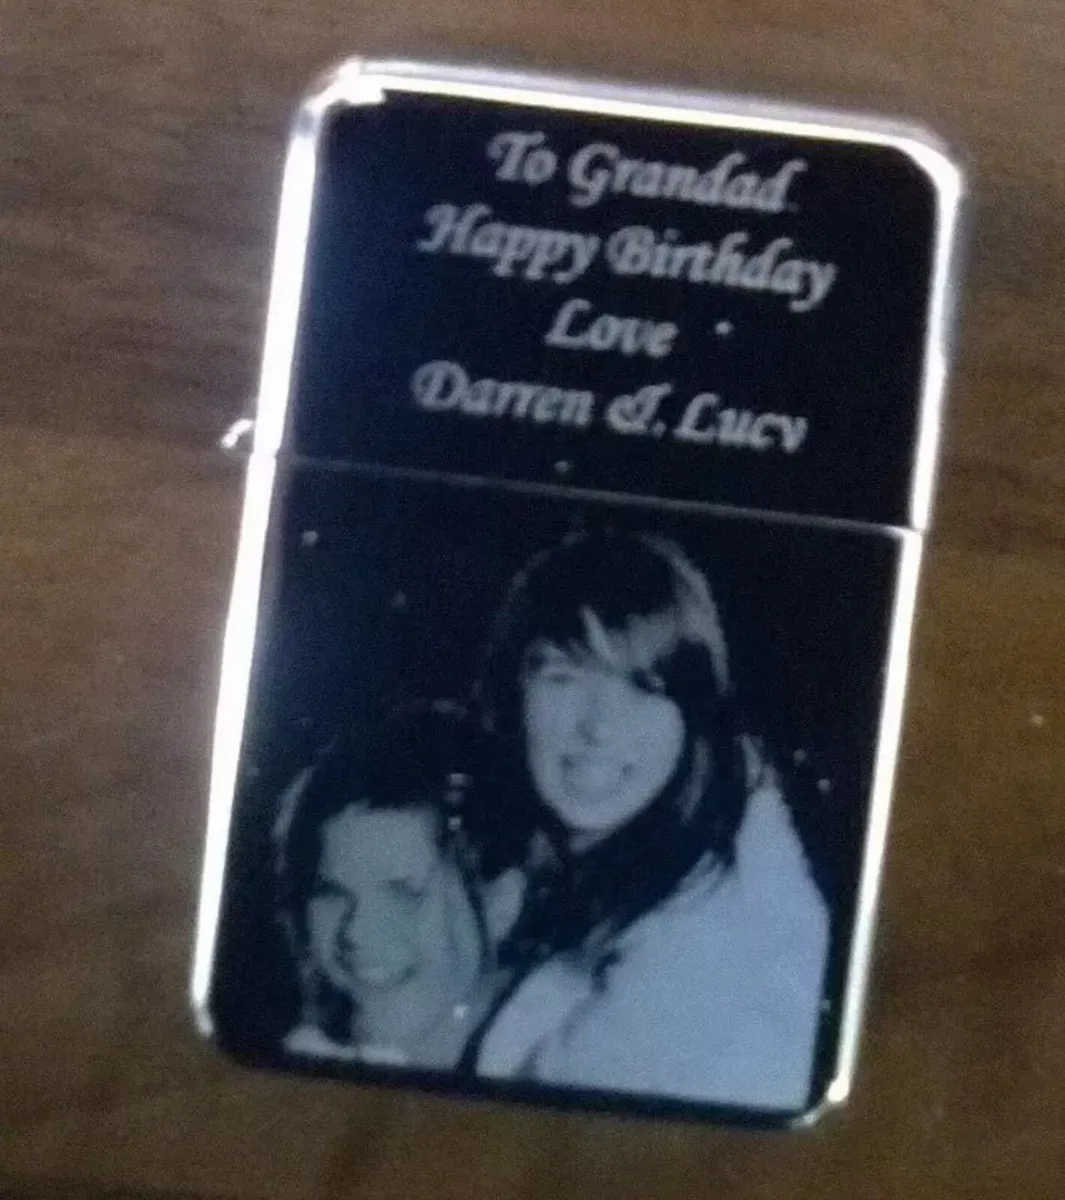 To Grandad
Happy Birthday
Love
Darren & Lucy